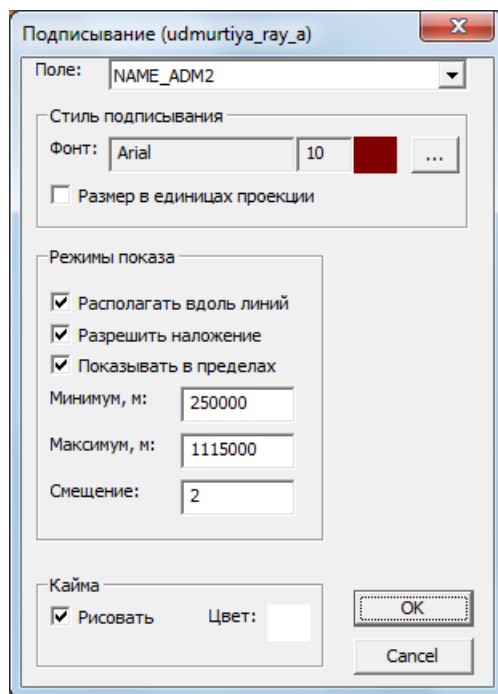 Подписывание (udmurtiya_ray_a)
Поле: NAME_ADM2
Стиль подписывания
Фонт: Arial 10 ...
Размер в единицах проекции
Режимы показа
Располагать вдоль линий
Разрешить наложение
Показывать в пределах
Минимум, м: 250000
Максимум, м: 1115000
Смещение: 2
Кайма
Рисовать Цвет:
OK
Cancel